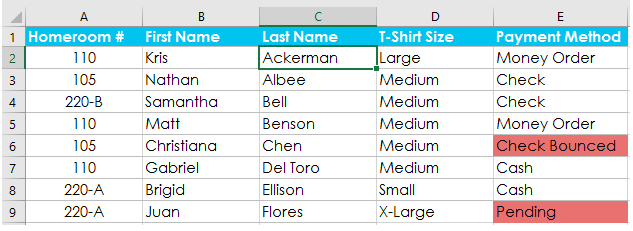 A B C D E
1 Homeroom # First Name Last Name T-Shirt Size Payment Method
2 110 Kris Ackerman Large Money Order
3 105 Nathan Albee Medium Check
4 220-B Samantha Bell Medium Check
5 110 Matt Benson Medium Money Order
6 105 Christiana Chen Medium Check Bounced
7 110 Gabriel Del Toro Medium Cash
8 220-A Brigid Ellison Small Cash
9 220-A Juan Flores X-Large Pending